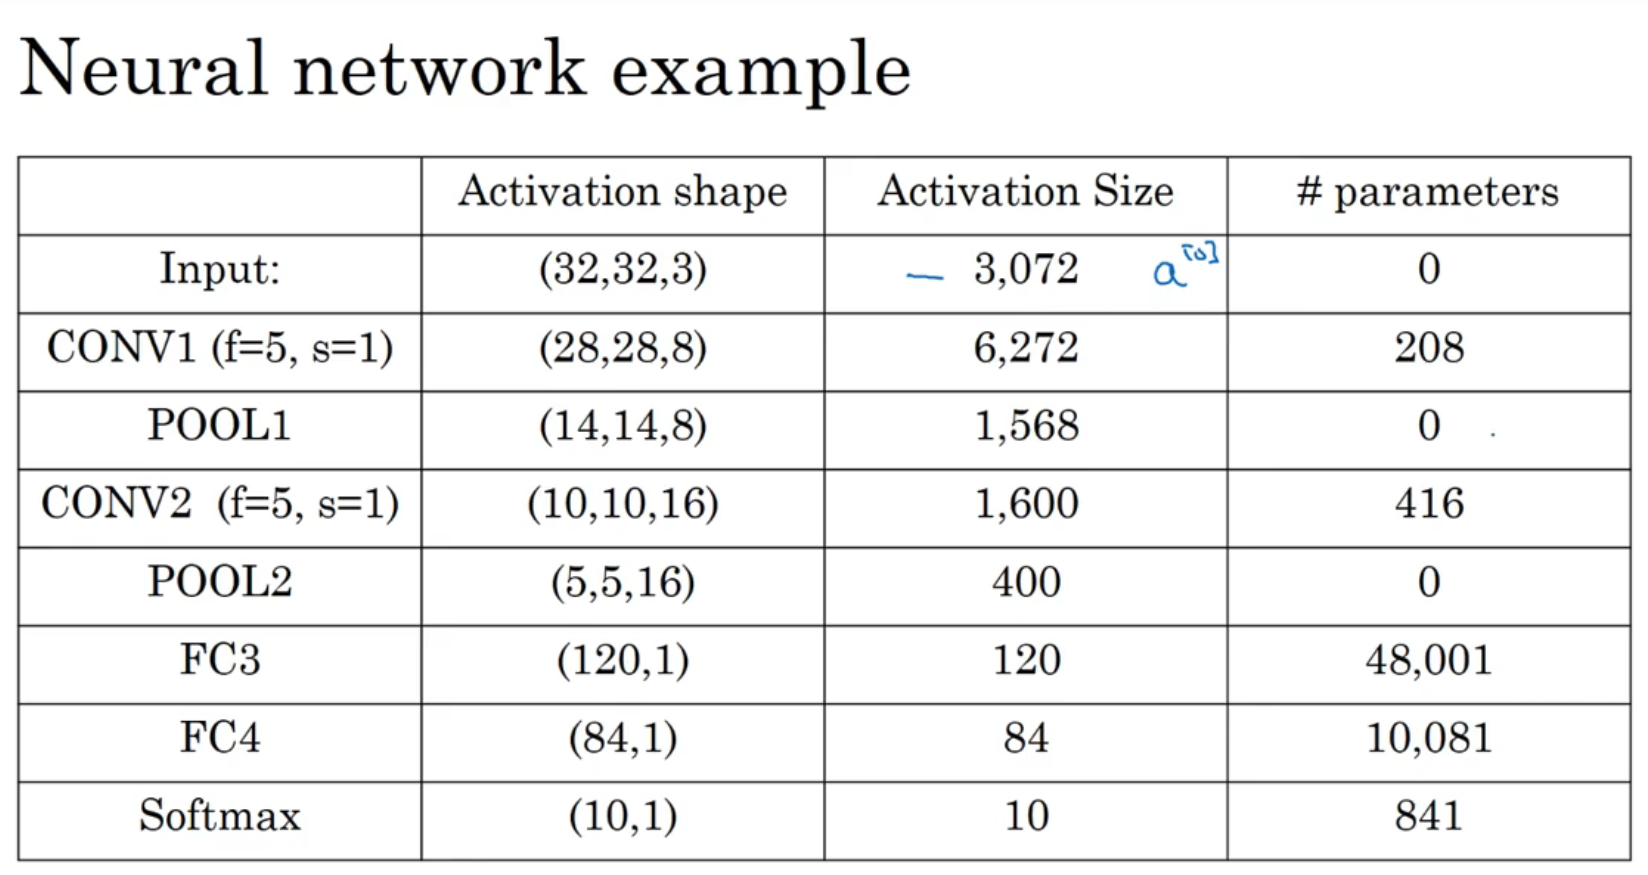 Neural network example
Activation shape Activation Size # parameters
Input: (32,32,3) — 3,072 a[0] 0
CONV1 (f=5, s=1) (28,28,8) 6,272 208
POOL1 (14,14,8) 1,568 0
CONV2 (f=5, s=1) (10,10,16) 1,600 416
POOL2 (5,5,16) 400 0
FC3 (120,1) 120 48,001
FC4 (84,1) 84 10,081
Softmax (10,1) 10 841